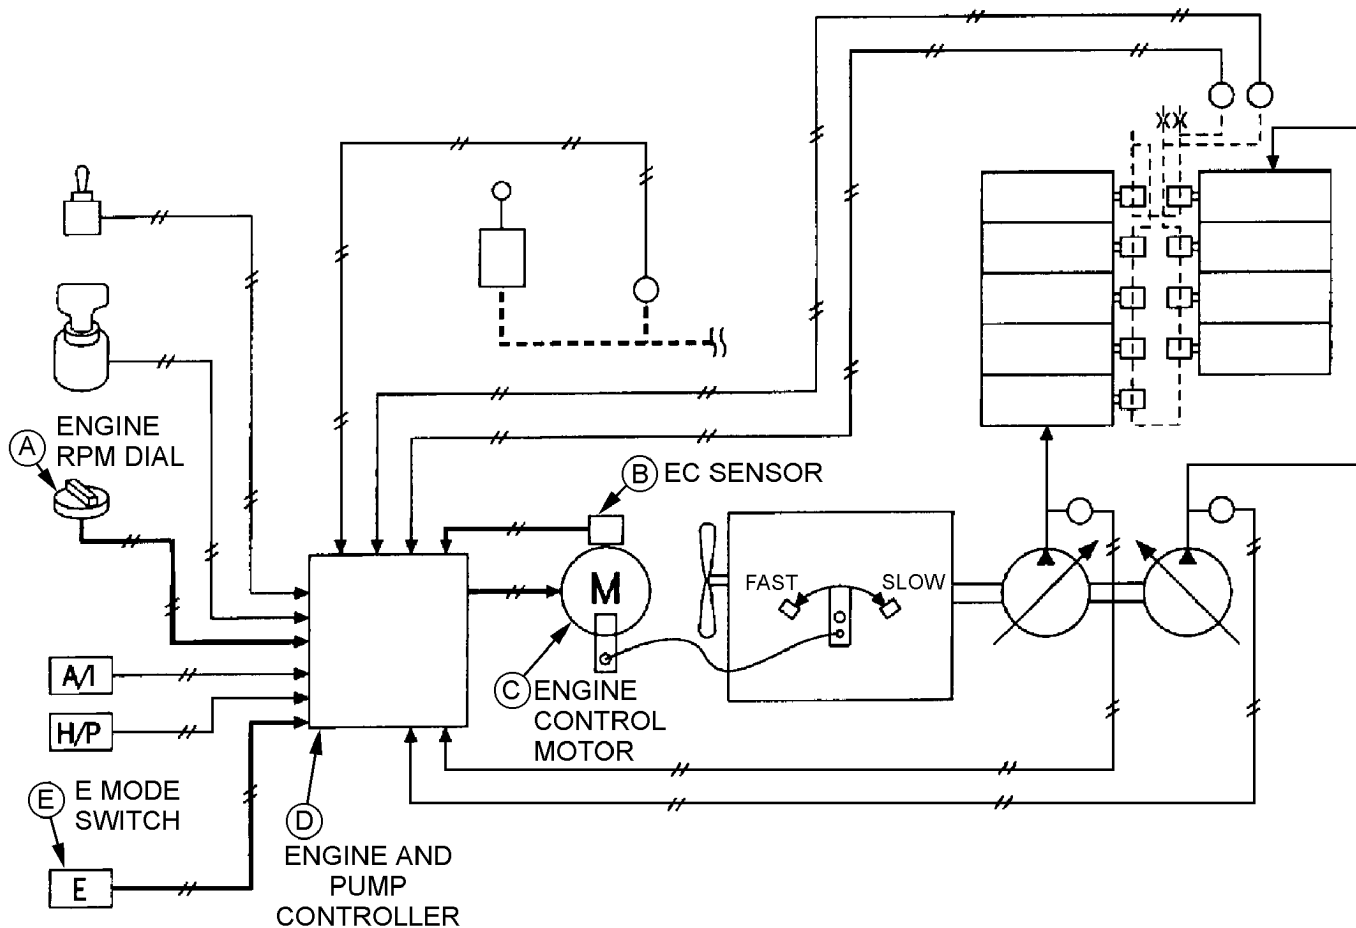 A
ENGINE
RPM DIAL
B
EC SENSOR
M
FAST
SLOW
A/I
H/P
C
ENGINE
CONTROL
MOTOR
E
E MODE
SWITCH
E
D
ENGINE AND
PUMP
CONTROLLER